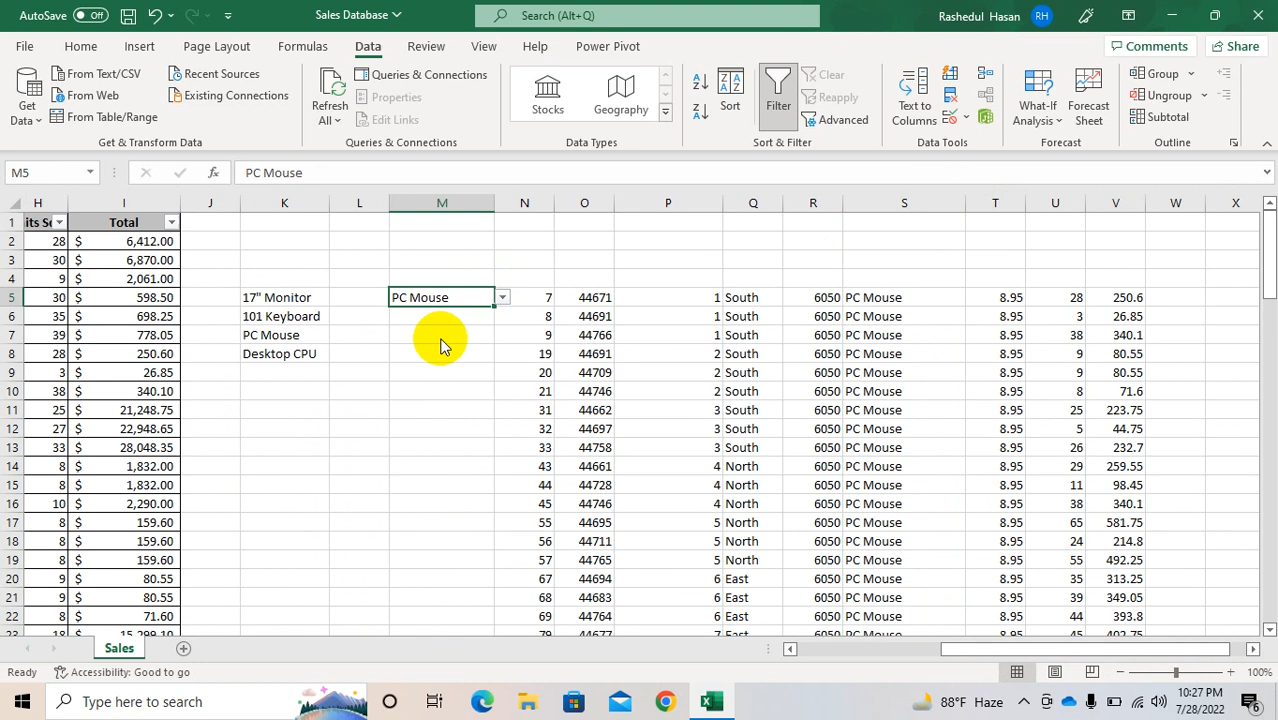 AutoSave Off Sales Database Search (Alt+Q) Rashedul Hasan RH
File Home Insert Page Layout Formulas Data Review View Help Power Pivot Comments Share
Get Data From Text/CSV From Web From Table/Range Recent Sources Existing Connections Refresh All Queries & Connections Properties Edit Links Stocks Geography Sort Filter Clear Reapply Advanced Text to Columns What-If Analysis Forecast Sheet Group Ungroup Subtotal
Get & Transform Data Queries & Connections Data Types Sort & Filter Data Tools Forecast Outline
M5 fx PC Mouse
H I J K L M N O P Q R S T U V W X
1 its So Total
2 28 $ 6,412.00
3 30 $ 6,870.00
4 9 $ 2,061.00
5 30 $ 598.50 17" Monitor PC Mouse 7 44671 1 South 6050 PC Mouse 8.95 28 250.6
6 35 $ 698.25 101 Keyboard 8 44691 1 South 6050 PC Mouse 8.95 3 26.85
7 39 $ 778.05 PC Mouse 9 44766 1 South 6050 PC Mouse 8.95 38 340.1
8 28 $ 250.60 Desktop CPU 19 44691 2 South 6050 PC Mouse 8.95 9 80.55
9 3 $ 26.85 20 44709 2 South 6050 PC Mouse 8.95 9 80.55
10 38 $ 340.10 21 44746 2 South 6050 PC Mouse 8.95 8 71.6
11 25 $ 21,248.75 31 44662 3 South 6050 PC Mouse 8.95 25 223.75
12 27 $ 22,948.65 32 44697 3 South 6050 PC Mouse 8.95 5 44.75
13 33 $ 28,048.35 33 44758 3 South 6050 PC Mouse 8.95 26 232.7
14 8 $ 1,832.00 43 44661 4 North 6050 PC Mouse 8.95 29 259.55
15 8 $ 1,832.00 44 44728 4 North 6050 PC Mouse 8.95 11 98.45
16 10 $ 2,290.00 45 44746 4 North 6050 PC Mouse 8.95 38 340.1
17 8 $ 159.60 55 44695 5 North 6050 PC Mouse 8.95 65 581.75
18 8 $ 159.60 56 44711 5 North 6050 PC Mouse 8.95 24 214.8
19 8 $ 159.60 57 44765 5 North 6050 PC Mouse 8.95 55 492.25
20 9 $ 80.55 67 44694 6 East 6050 PC Mouse 8.95 35 313.25
21 9 $ 80.55 68 44683 6 East 6050 PC Mouse 8.95 39 349.05
22 8 $ 71.60 69 44764 6 East 6050 PC Mouse 8.95 44 393.8
23 18 $ 15,299.10 79 44677 7 East 6050 PC Mouse 8.95 45 402.75
Sales
Ready Accessibility: Good to go 100%
Type here to search 88°F Haze 10:27 PM
7/28/2022 6